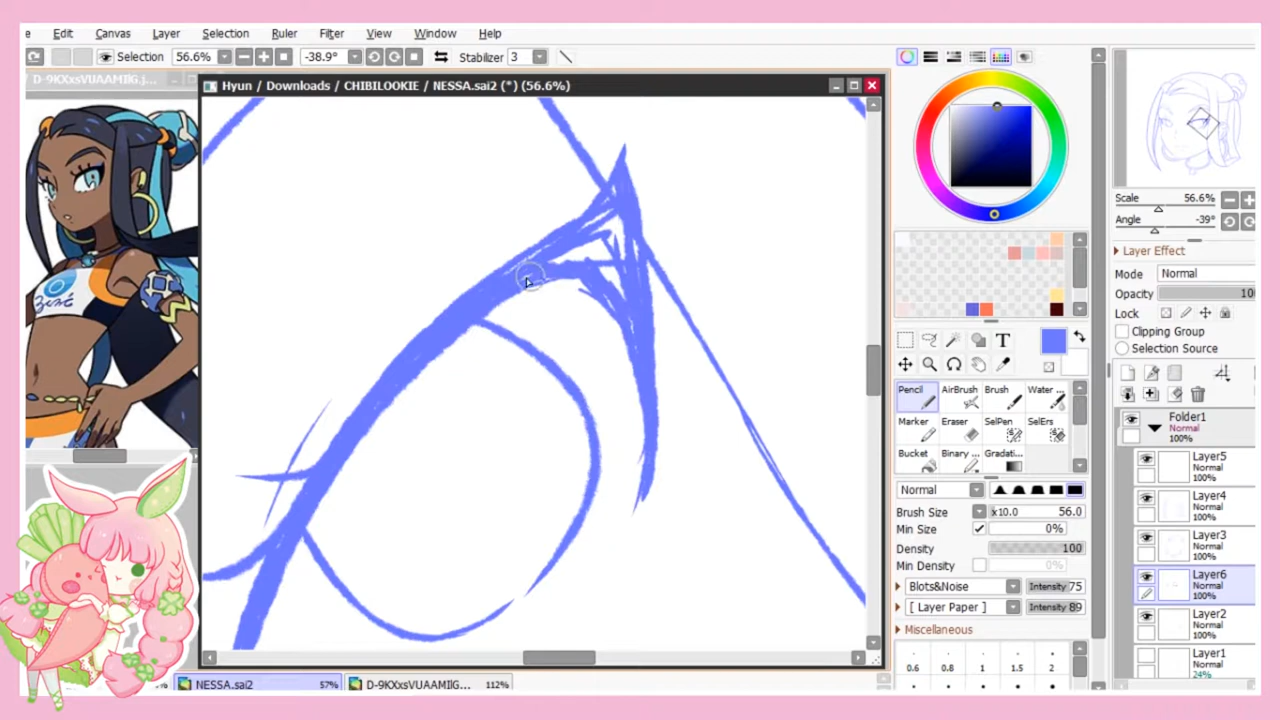 Edit Canvas Layer Selection Ruler Filter View Window Help
Selection 56.6% -38.9° Stabilizer 3
D-9KXxsVUAAMIlG.j...
Hyun / Downloads / CHIBILOOKIE / NESSA.sai2 (*) (56.6%)
Scale 56.6%
Angle -39°
Layer Effect
Mode Normal
Opacity 10
Lock
Clipping Group
Selection Source
T
Pencil AirBrush Brush Water ...
Marker Eraser SelPen SelErs
Bucket Binary ... Gradati...
Normal
Brush Size x10.0 56.0
Min Size 0%
Density 100
Min Density 0%
Blots&Noise Intensity 75
[ Layer Paper ] Intensity 89
Miscellaneous
0.6 0.8 1 1.5 2
Folder1
Normal
100%
Layer5
Normal
100%
Layer4
Normal
100%
Layer3
Normal
100%
Layer6
Normal
100%
Layer2
Normal
100%
Layer1
Normal
24%
NESSA.sai2 57% D-9KXxsVUAAMIlG... 112%